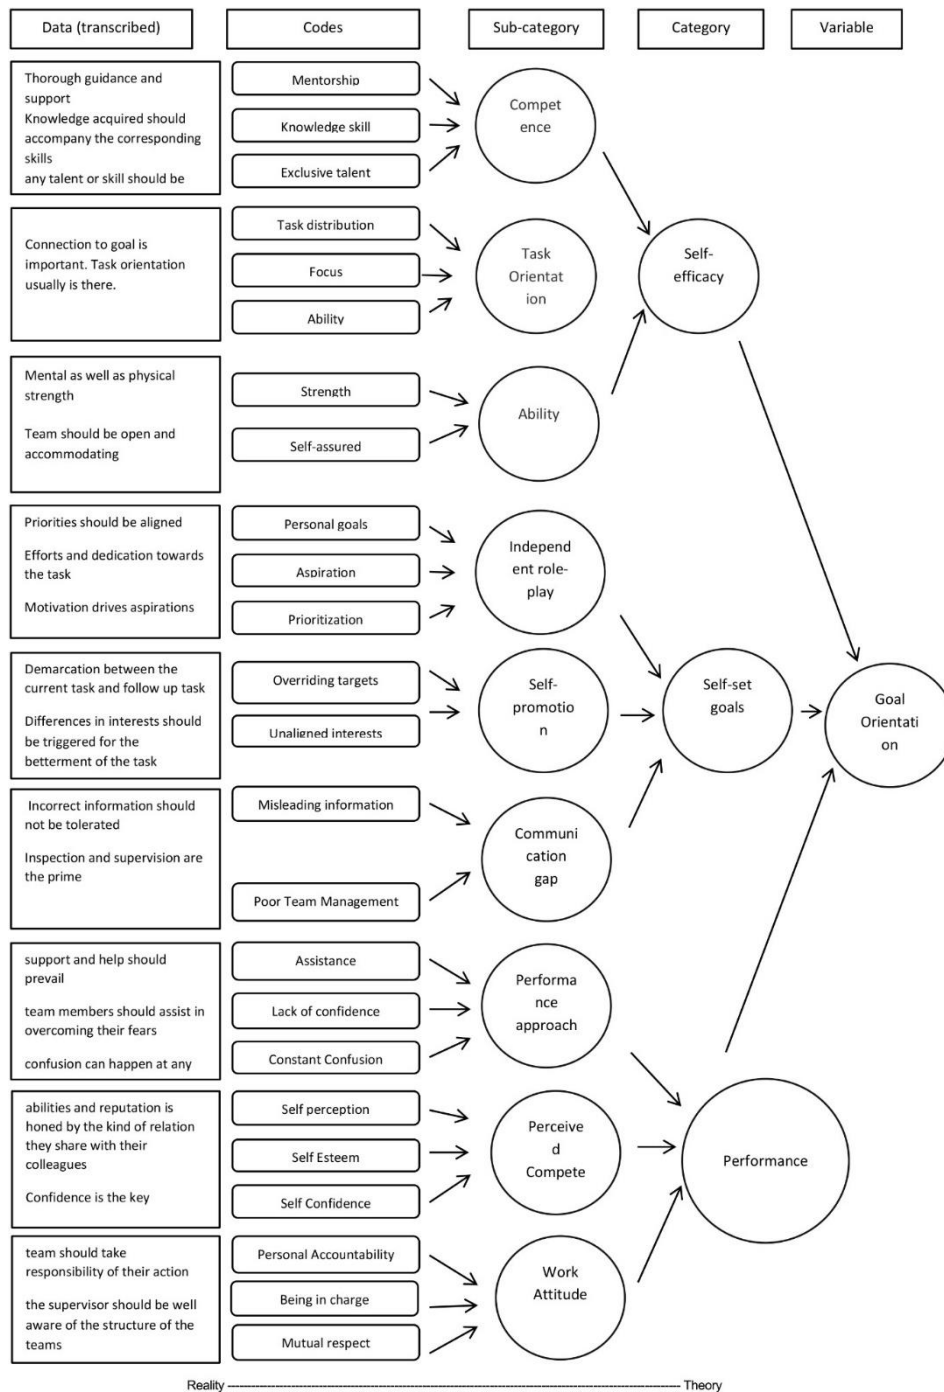 Data (transcribed)
Codes
Sub-category
Category
Variable
Thorough guidance and
support
Knowledge acquired should
accompany the corresponding
skills
any talent or skill should be
Mentorship
Knowledge skill
Exclusive talent
Compet
ence
Connection to goal is
important. Task orientation
usually is there.
Task distribution
Focus
Ability
Task
Orientat
ion
Self-
efficacy
Mental as well as physical
strength
Team should be open and
accommodating
Strength
Self-assured
Ability
Priorities should be aligned
Efforts and dedication towards
the task
Motivation drives aspirations
Personal goals
Aspiration
Prioritization
Independ
ent role-
play
Demarcation between the
current task and follow up task
Differences in interests should
be triggered for the
betterment of the task
Overriding targets
Unaligned interests
Self-
promotio
n
Self-set
goals
Goal
Orientati
on
Incorrect information should
not be tolerated
Inspection and supervision are
the prime
Misleading information
Poor Team Management
Communi
cation
gap
support and help should
prevail
team members should assist in
overcoming their fears
confusion can happen at any
Assistance
Lack of confidence
Constant Confusion
Performa
nce
approach
abilities and reputation is
honed by the kind of relation
they share with their
colleagues
Confidence is the key
Self perception
Self Esteem
Self Confidence
Perceive
d
Compete
Performance
team should take
responsibility of their action
the supervisor should be well
aware of the structure of the
teams
Personal Accountability
Being in charge
Mutual respect
Work
Attitude
Reality
Theory